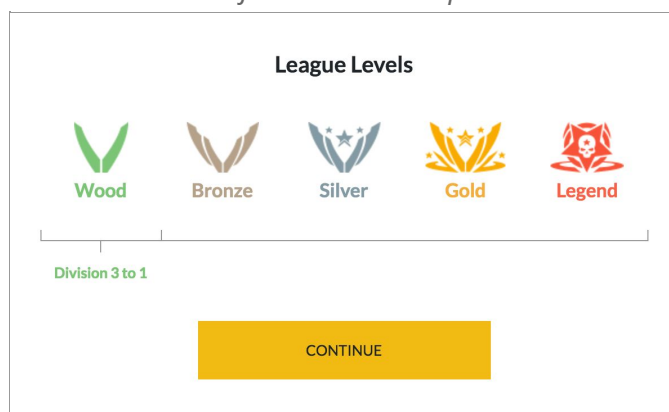 League Levels
Wood Bronze Silver Gold Legend
Division 3 to 1
CONTINUE